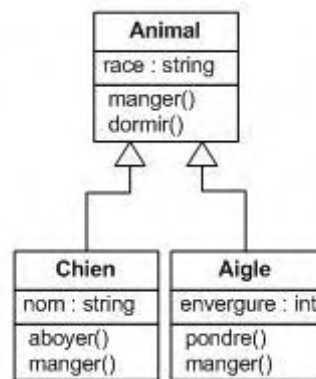 Animal
race : string
manger()
dormir()
Chien
nom : string
aboyer()
manger()
Aigle
envergure : int
pondre()
manger()